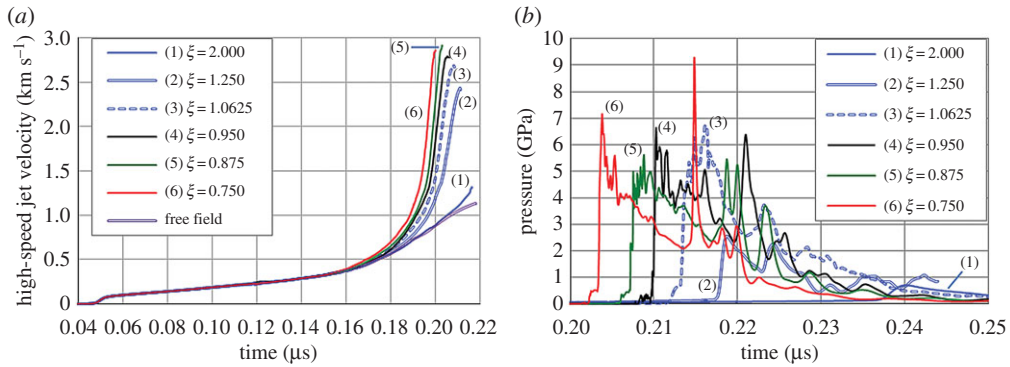 (a)
high-speed jet velocity (km s⁻¹)
3.0
2.5
2.0
1.5
1.0
0.5
0
(1) ξ = 2.000
(2) ξ = 1.250
(3) ξ = 1.0625
(4) ξ = 0.950
(5) ξ = 0.875
(6) ξ = 0.750
free field
(5)
(4)
(3)
(6)
(2)
(1)
0.04 0.06 0.08 0.10 0.12 0.14 0.16 0.18 0.20 0.22
time (μs)
(b)
pressure (GPa)
10
9
8
7
6
5
4
3
2
1
0
(1) ξ = 2.000
(2) ξ = 1.250
(3) ξ = 1.0625
(4) ξ = 0.950
(5) ξ = 0.875
(6) ξ = 0.750
(6)
(5)
(4)
(3)
(2)
(1)
0.20 0.21 0.22 0.23 0.24 0.25
time (μs)